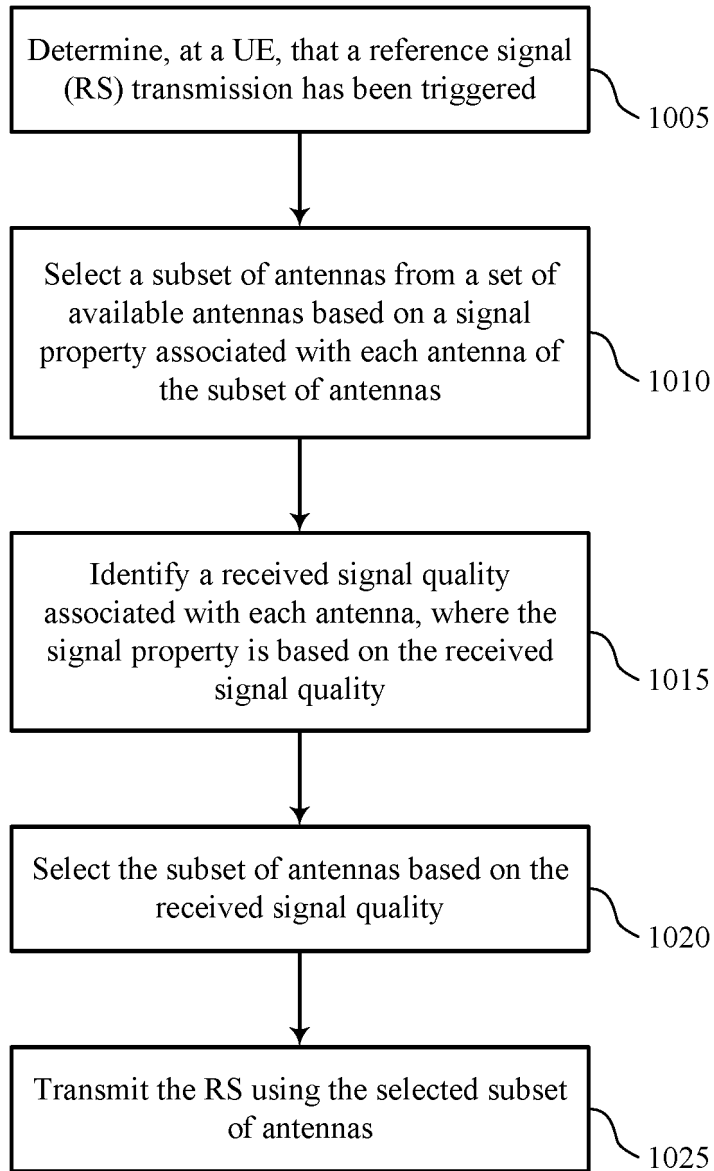 Determine, at a UE, that a reference signal
(RS) transmission has been triggered
1005
Select a subset of antennas from a set of
available antennas based on a signal
property associated with each antenna of
the subset of antennas
1010
Identify a received signal quality
associated with each antenna, where the
signal property is based on the received
signal quality
1015
Select the subset of antennas based on the
received signal quality
1020
Transmit the RS using the selected subset
of antennas
1025